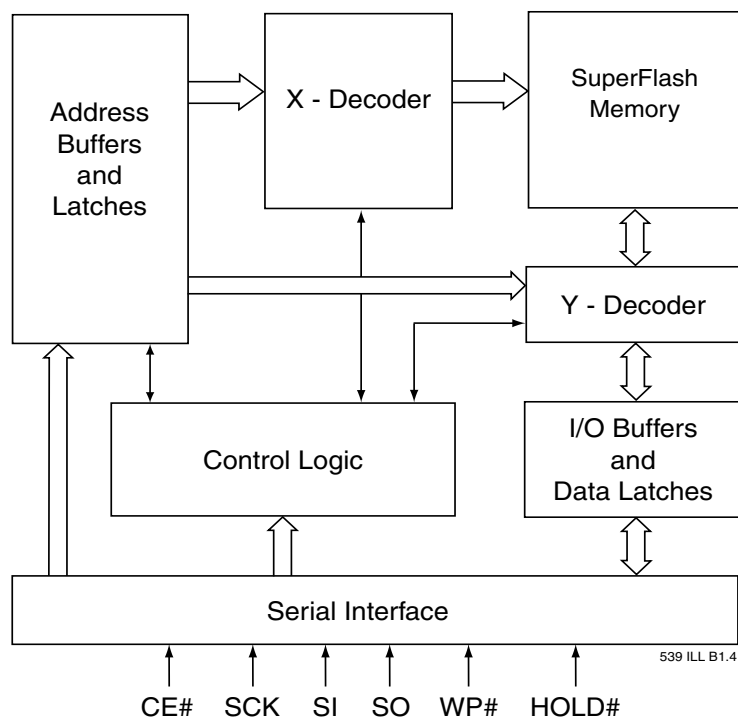 Address
Buffers
and
Latches
X - Decoder
SuperFlash
Memory
Y - Decoder
Control Logic
I/O Buffers
and
Data Latches
Serial Interface
539 ILL B1.4
CE# SCK SI SO WP# HOLD#